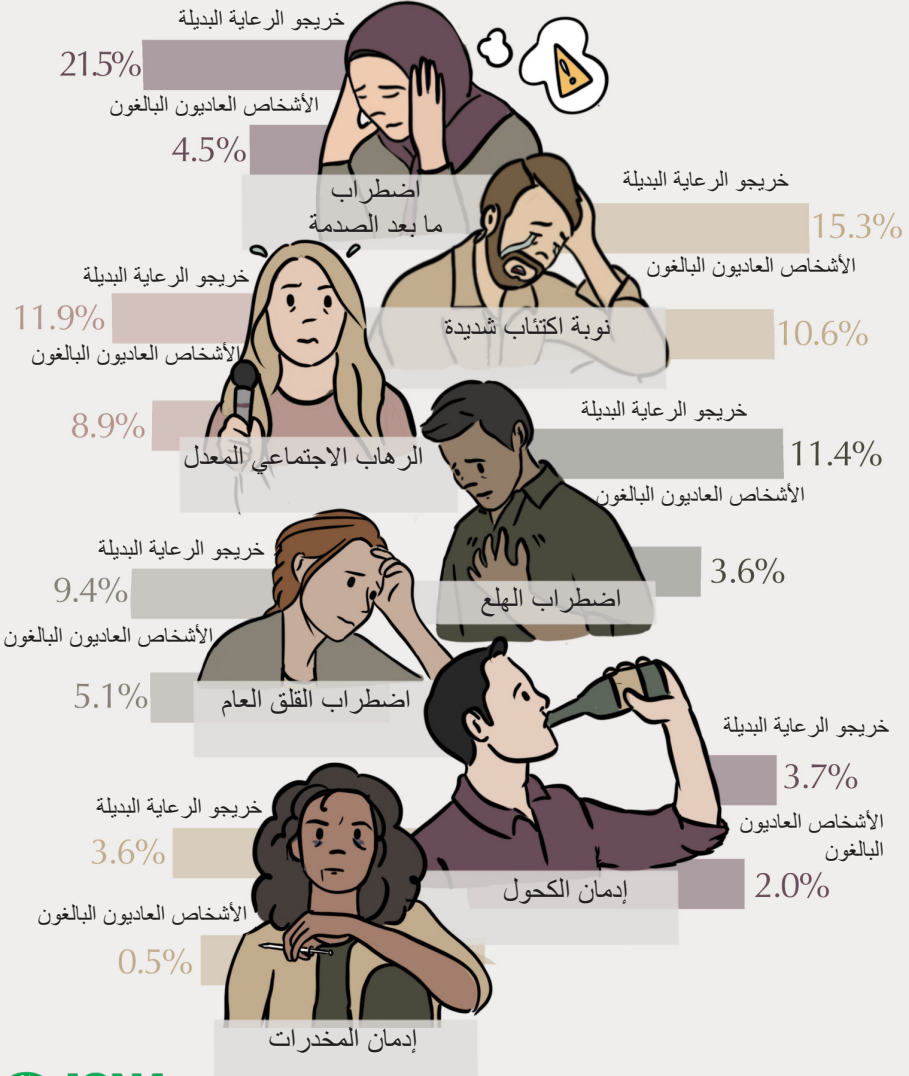 خريجو الرعاية البديلة
21.5%
الأشخاص العاديون البالغون
4.5%
اضطراب
ما بعد الصدمة
خريجو الرعاية البديلة
15.3%
الأشخاص العاديون البالغون
10.6%
نوبة اكتئاب شديدة
خريجو الرعاية البديلة
11.9%
الأشخاص العاديون البالغون
8.9%
الرهاب الاجتماعي المعدل
خريجو الرعاية البديلة
11.4%
الأشخاص العاديون البالغون
3.6%
اضطراب الهلع
خريجو الرعاية البديلة
9.4%
الأشخاص العاديون البالغون
5.1%
اضطراب القلق العام
خريجو الرعاية البديلة
3.7%
الأشخاص العاديون
البالغون
2.0%
إدمان الكحول
خريجو الرعاية البديلة
3.6%
الأشخاص العاديون البالغون
0.5%
إدمان المخدرات